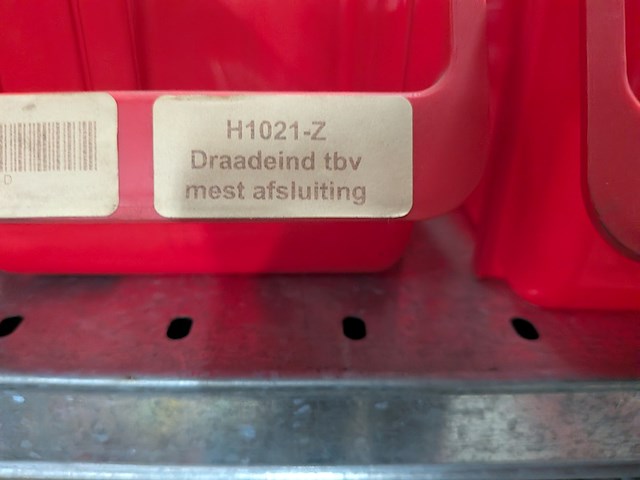 H1021-Z
Draadeind tbv
mest afsluiting
D